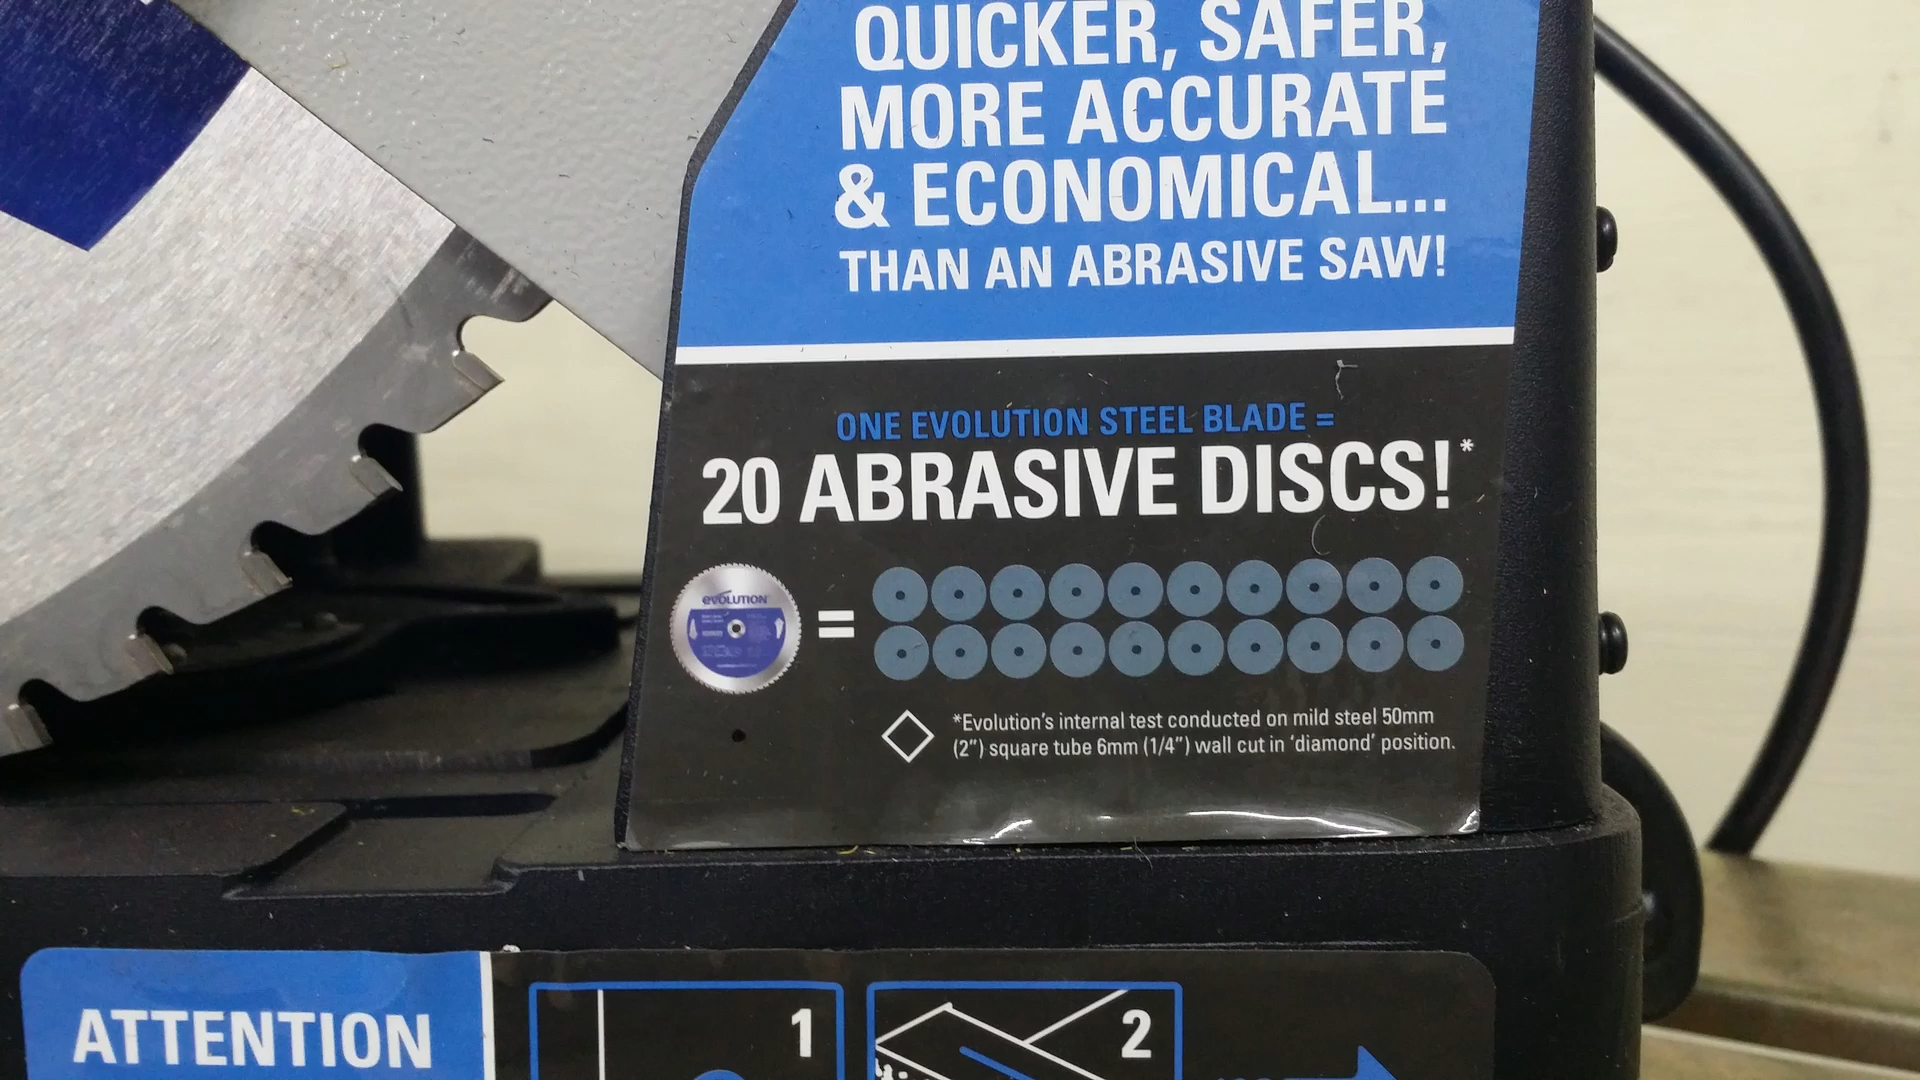 QUICKER, SAFER,
MORE ACCURATE
& ECONOMICAL...
THAN AN ABRASIVE SAW!
ONE EVOLUTION STEEL BLADE =
20 ABRASIVE DISCS!*
evOLUTION
=
*Evolution's internal test conducted on mild steel 50mm
(2") square tube 6mm (1/4") wall cut in 'diamond' position.
ATTENTION
1
2